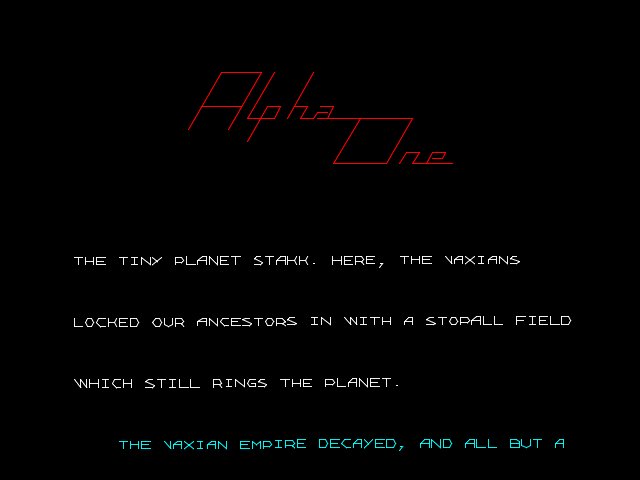 Alpha
One
THE TINY PLANET STAKK. HERE, THE VAXIANS
LOCKED OUR ANCESTORS IN WITH A STOPALL FIELD
WHICH STILL RINGS THE PLANET.
THE VAXIAN EMPIRE DECAYED, AND ALL BUT A